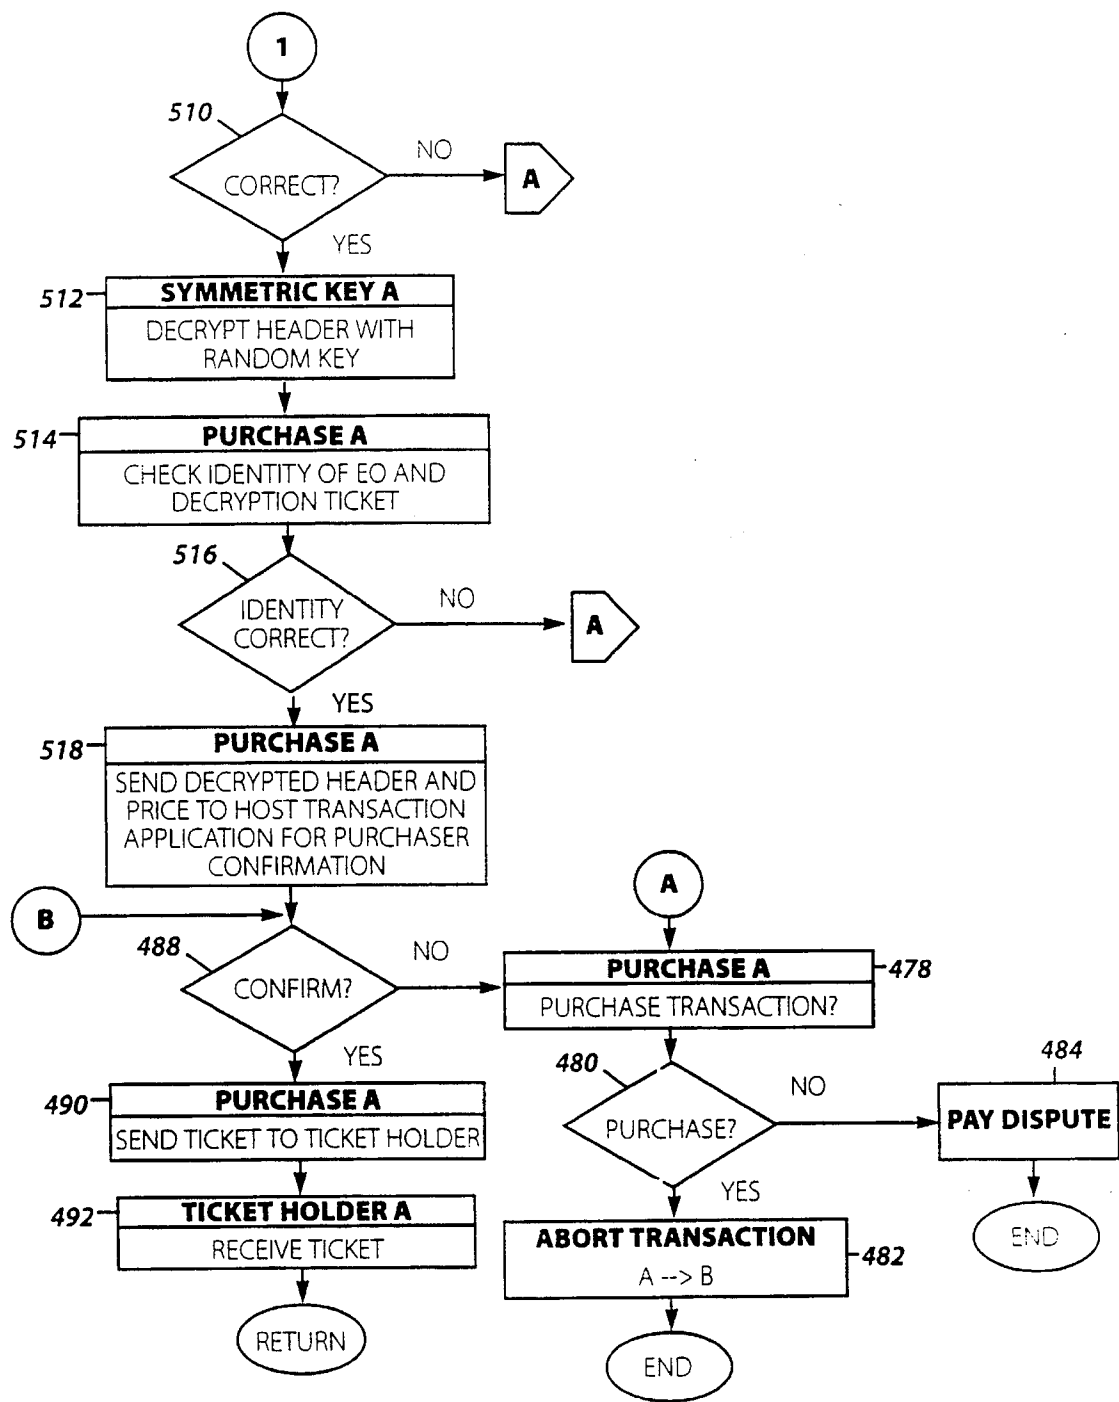 1
510
CORRECT?
NO
A
YES
512
SYMMETRIC KEY A
DECRYPT HEADER WITH
RANDOM KEY
514
PURCHASE A
CHECK IDENTITY OF EO AND
DECRYPTION TICKET
516
IDENTITY
CORRECT?
NO
A
YES
518
PURCHASE A
SEND DECRYPTED HEADER AND
PRICE TO HOST TRANSACTION
APPLICATION FOR PURCHASER
CONFIRMATION
B
488
CONFIRM?
NO
YES
490
PURCHASE A
SEND TICKET TO TICKET HOLDER
492
TICKET HOLDER A
RECEIVE TICKET
RETURN
A
PURCHASE A
478
PURCHASE TRANSACTION?
480
PURCHASE?
NO
484
PAY DISPUTE
END
YES
ABORT TRANSACTION
482
A --> B
END